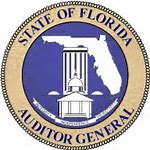 STATE OF FLORIDA
AUDITOR GENERAL